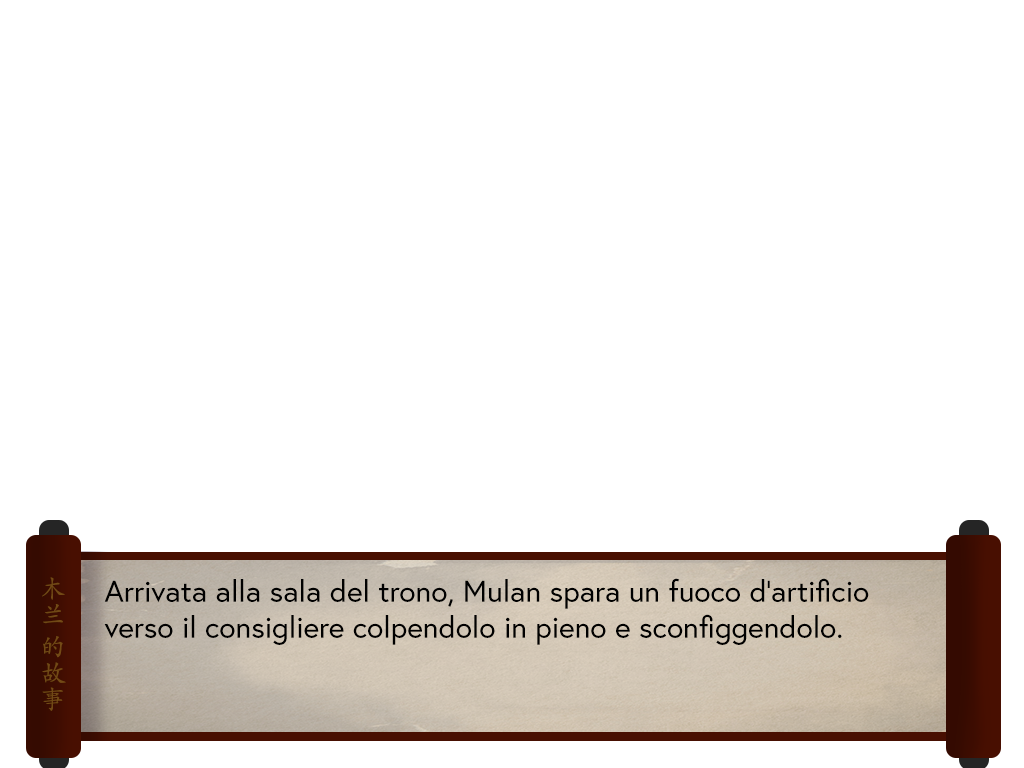 木兰的故事
Arrivata alla sala del trono, Mulan spara un fuoco d'artificio
verso il consigliere colpendolo in pieno e sconfiggendolo.